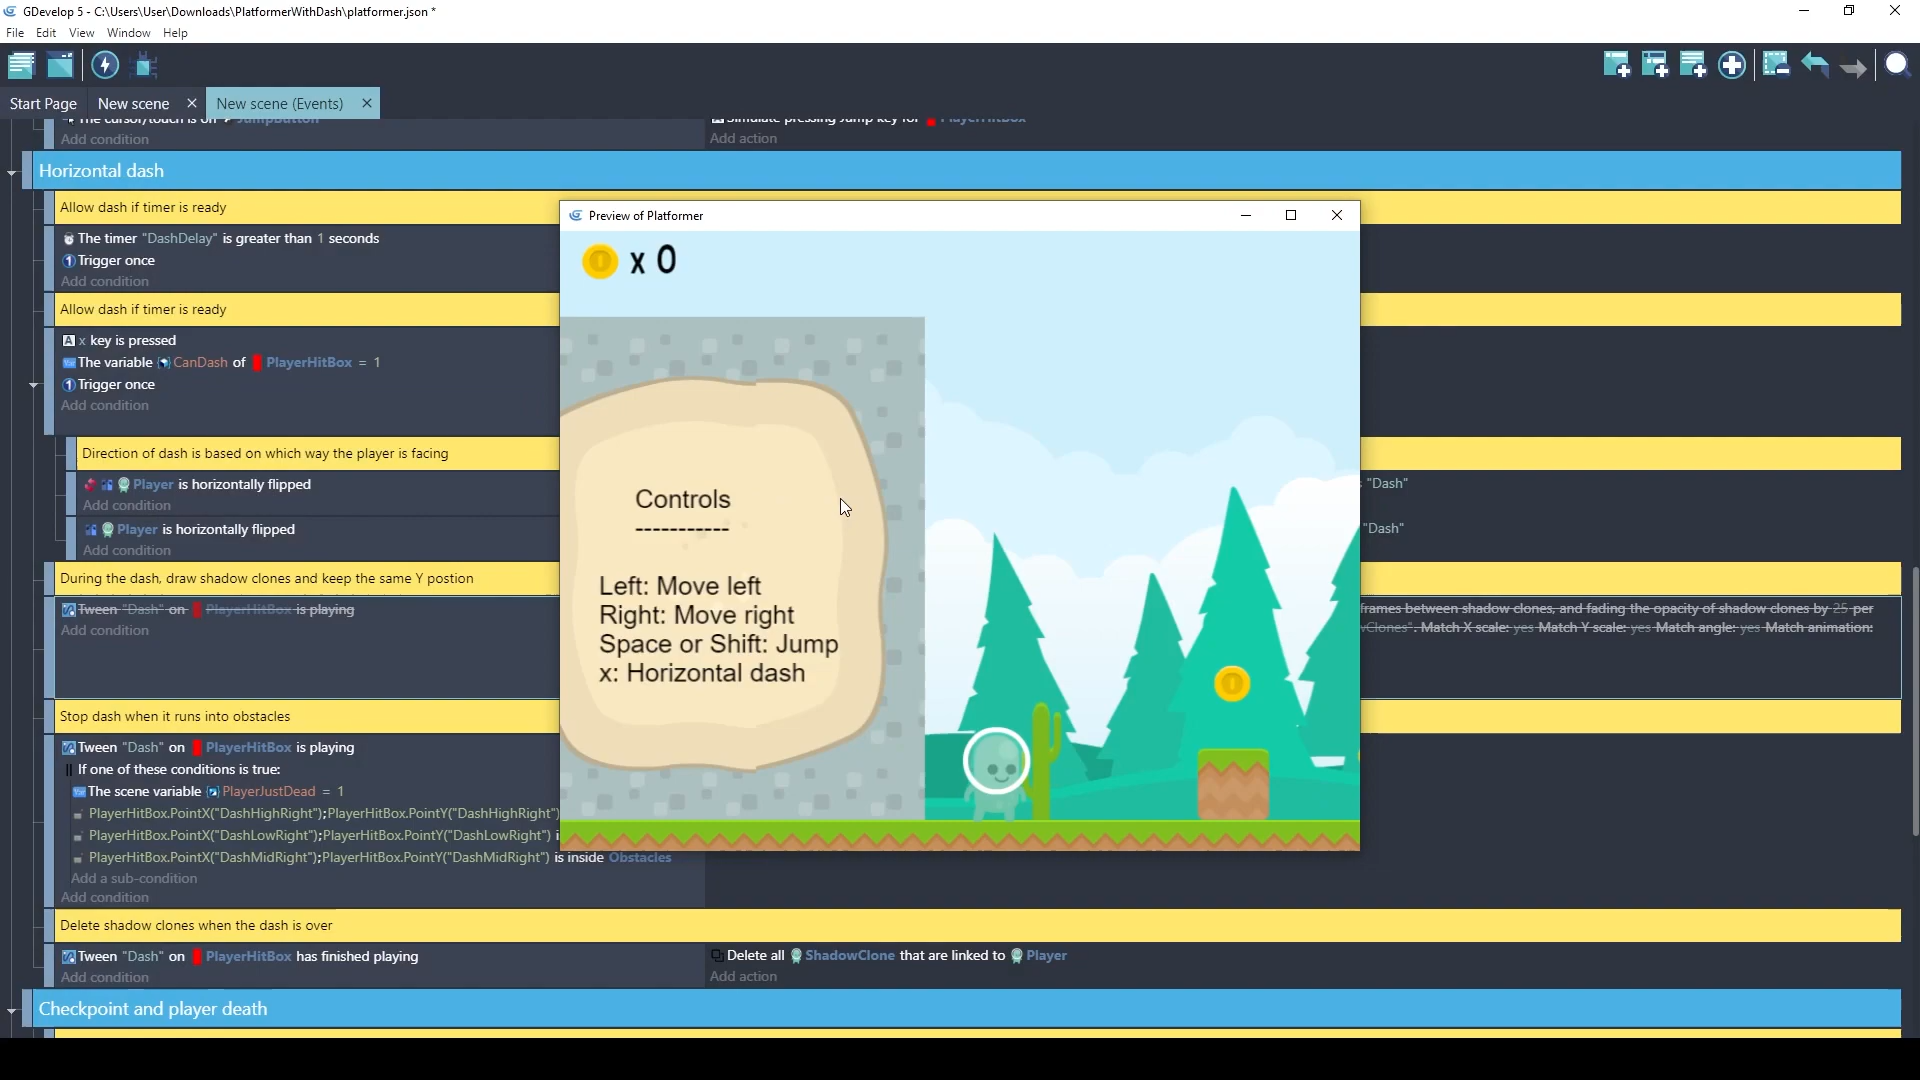 GDevelop 5 - C:\Users\User\Downloads\PlatformerWithDash\platformer.json *
File Edit View Window Help
Start Page New scene × New scene (Events) ×
The cursor/touch is on JumpButton
Simulate pressing Jump key for PlayerHitBox
Add condition
Add action
Horizontal dash
Allow dash if timer is ready
The timer "DashDelay" is greater than 1 seconds
Trigger once
Add condition
Allow dash if timer is ready
x key is pressed
The variable CanDash of PlayerHitBox = 1
Trigger once
Add condition
Direction of dash is based on which way the player is facing
Player is horizontally flipped
"Dash"
Add condition
Player is horizontally flipped
"Dash"
Add condition
During the dash, draw shadow clones and keep the same Y postion
Tween "Dash" on PlayerHitBox is playing
frames between shadow clones, and fading the opacity of shadow clones by 25 per
Clones". Match X scale: yes Match Y scale: yes Match angle: yes Match animation:
Add condition
Stop dash when it runs into obstacles
Tween "Dash" on PlayerHitBox is playing
If one of these conditions is true:
The scene variable PlayerJustDead = 1
PlayerHitBox.PointX("DashHighRight");PlayerHitBox.PointY("DashHighRight")
PlayerHitBox.PointX("DashLowRight");PlayerHitBox.PointY("DashLowRight") i
PlayerHitBox.PointX("DashMidRight");PlayerHitBox.PointY("DashMidRight") is inside Obstacles
Add a sub-condition
Add condition
Delete shadow clones when the dash is over
Tween "Dash" on PlayerHitBox has finished playing
Delete all ShadowClone that are linked to Player
Add condition
Add action
Checkpoint and player death
Preview of Platformer
x 0
Controls
-----------
Left: Move left
Right: Move right
Space or Shift: Jump
x: Horizontal dash